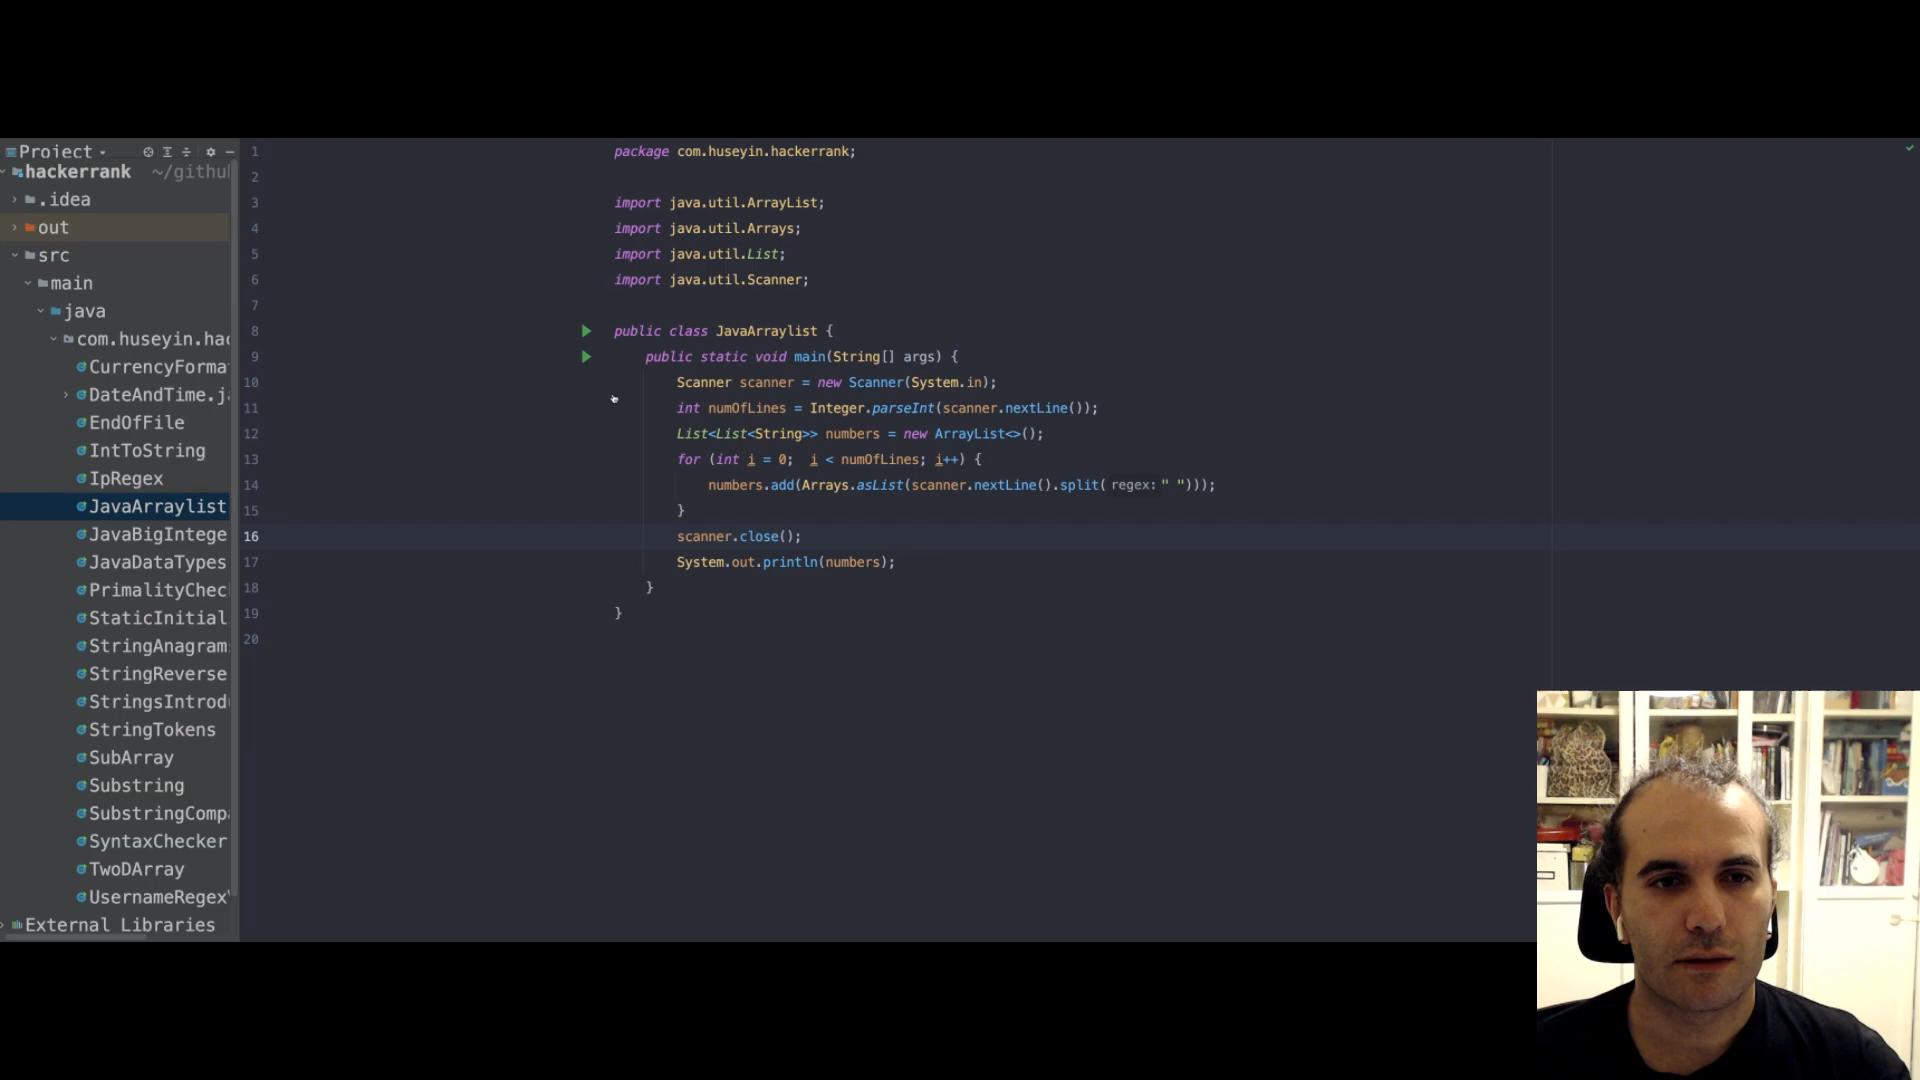 Project
hackerrank ~/githu
.idea
out
src
main
java
com.huseyin.hac
CurrencyForma
DateAndTime.ja
EndOfFile
IntToString
IpRegex
JavaArraylist
JavaBigIntege
JavaDataTypes
PrimalityChec
StaticInitial
StringAnagram
StringReverse
StringsIntrod
StringTokens
SubArray
Substring
SubstringComp
SyntaxChecker
TwoDArray
UsernameRegex
External Libraries
1 package com.huseyin.hackerrank;
2
3 import java.util.ArrayList;
4 import java.util.Arrays;
5 import java.util.List;
6 import java.util.Scanner;
7
8 public class JavaArraylist {
9 public static void main(String[] args) {
10 Scanner scanner = new Scanner(System.in);
11 int numOfLines = Integer.parseInt(scanner.nextLine());
12 List<List<String>> numbers = new ArrayList<>();
13 for (int i = 0; i < numOfLines; i++) {
14 numbers.add(Arrays.asList(scanner.nextLine().split( regex: " ")));
15 }
16 scanner.close();
17 System.out.println(numbers);
18 }
19 }
20